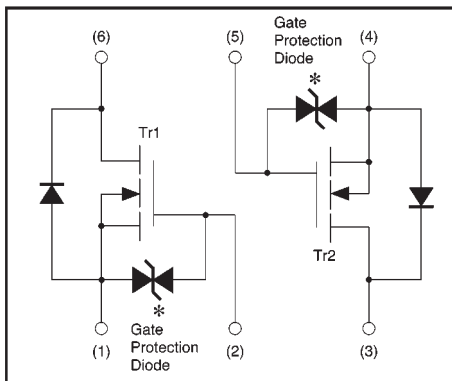 Gate
Protection
Diode
(6)
(5)
(4)
*
Tr1
Tr2
*
(1)
Gate
Protection
Diode
(2)
(3)